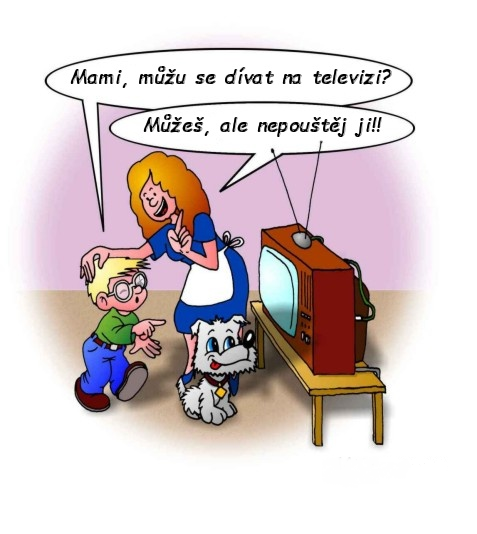 Mami, můžu se dívat na televizi?
Můžeš, ale nepouštěj ji!!